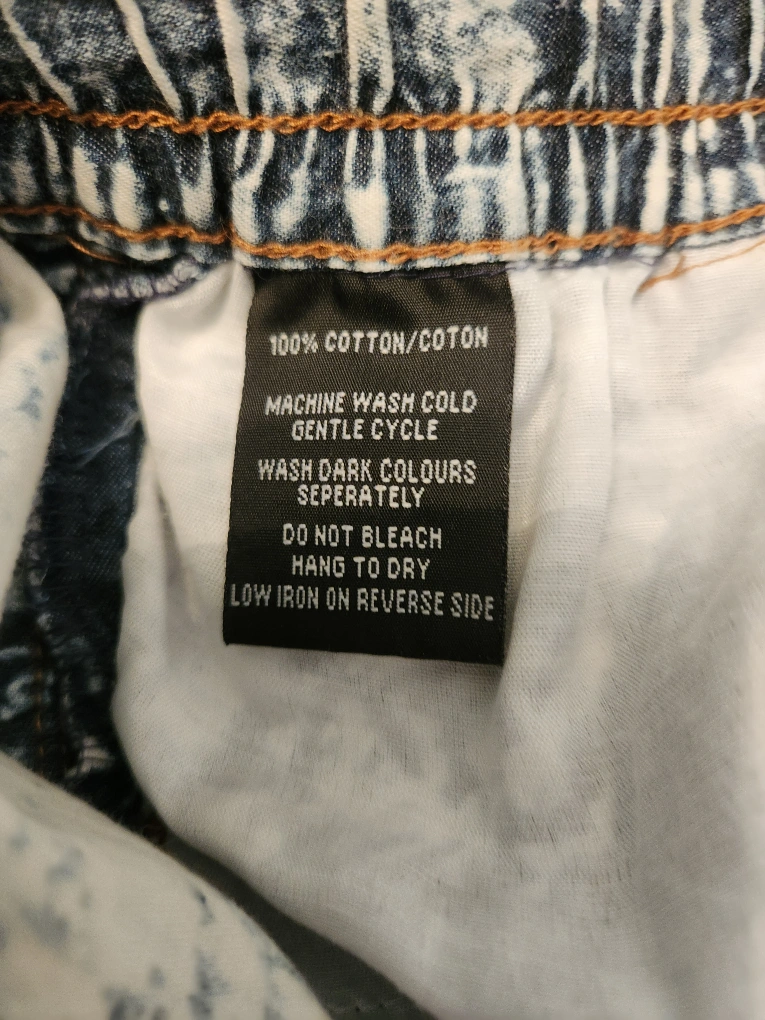 100% COTTON/COTON
MACHINE WASH COLD
GENTLE CYCLE
WASH DARK COLOURS
SEPERATELY
DO NOT BLEACH
HANG TO DRY
LOW IRON ON REVERSE SIDE